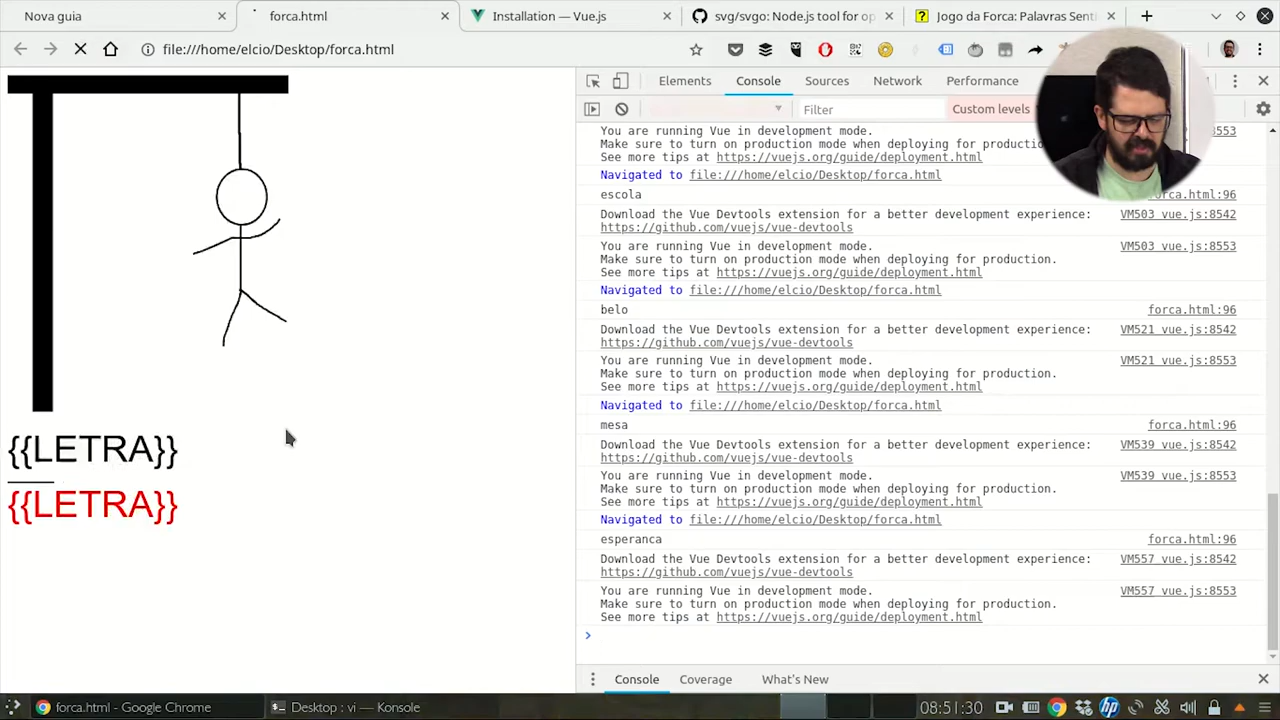 Nova guia
forca.html
Installation — Vue.js
svg/svgo: Node.js tool for op
Jogo da Forca: Palavras Senti
file:///home/elcio/Desktop/forca.html
Elements
Console
Sources
Network
Performance
Filter
Custom levels
{{LETRA}}
{{LETRA}}
You are running Vue in development mode.
Make sure to turn on production mode when deploying for production.
See more tips at https://vuejs.org/guide/deployment.html
Navigated to file:///home/elcio/Desktop/forca.html
escola forca.html:96
Download the Vue Devtools extension for a better development experience: VM503 vue.js:8542
https://github.com/vuejs/vue-devtools
You are running Vue in development mode. VM503 vue.js:8553
Make sure to turn on production mode when deploying for production.
See more tips at https://vuejs.org/guide/deployment.html
Navigated to file:///home/elcio/Desktop/forca.html
belo forca.html:96
Download the Vue Devtools extension for a better development experience: VM521 vue.js:8542
https://github.com/vuejs/vue-devtools
You are running Vue in development mode. VM521 vue.js:8553
Make sure to turn on production mode when deploying for production.
See more tips at https://vuejs.org/guide/deployment.html
Navigated to file:///home/elcio/Desktop/forca.html
mesa forca.html:96
Download the Vue Devtools extension for a better development experience: VM539 vue.js:8542
https://github.com/vuejs/vue-devtools
You are running Vue in development mode. VM539 vue.js:8553
Make sure to turn on production mode when deploying for production.
See more tips at https://vuejs.org/guide/deployment.html
Navigated to file:///home/elcio/Desktop/forca.html
esperanca forca.html:96
Download the Vue Devtools extension for a better development experience: VM557 vue.js:8542
https://github.com/vuejs/vue-devtools
You are running Vue in development mode. VM557 vue.js:8553
Make sure to turn on production mode when deploying for production.
See more tips at https://vuejs.org/guide/deployment.html
Console
Coverage
What's New
forca.html - Google Chrome
Desktop : vi — Konsole
08:51:30